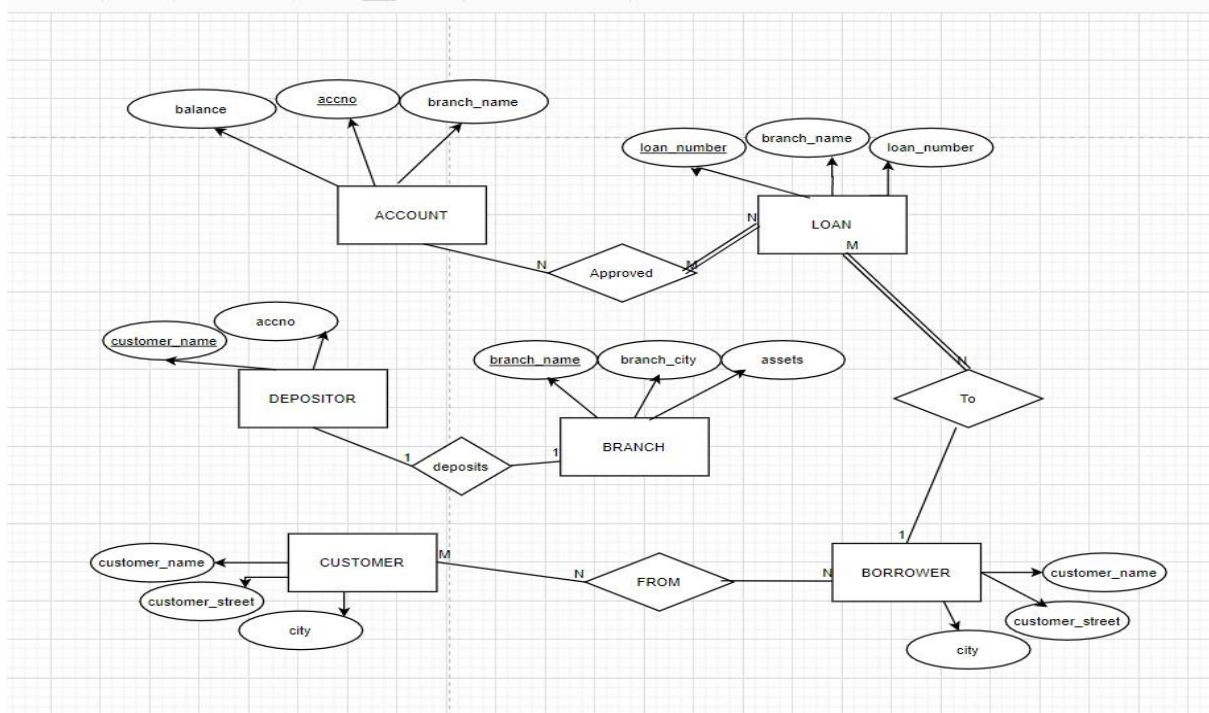 balance
accno
branch_name
loan_number
branch_name
loan_number
ACCOUNT
LOAN
N
Approved
M
N
M
customer_name
accno
branch_name
branch_city
assets
N
To
DEPOSITOR
BRANCH
1
deposits
1
1
customer_name
customer_street
city
CUSTOMER
M
N
FROM
N
BORROWER
customer_name
customer_street
city